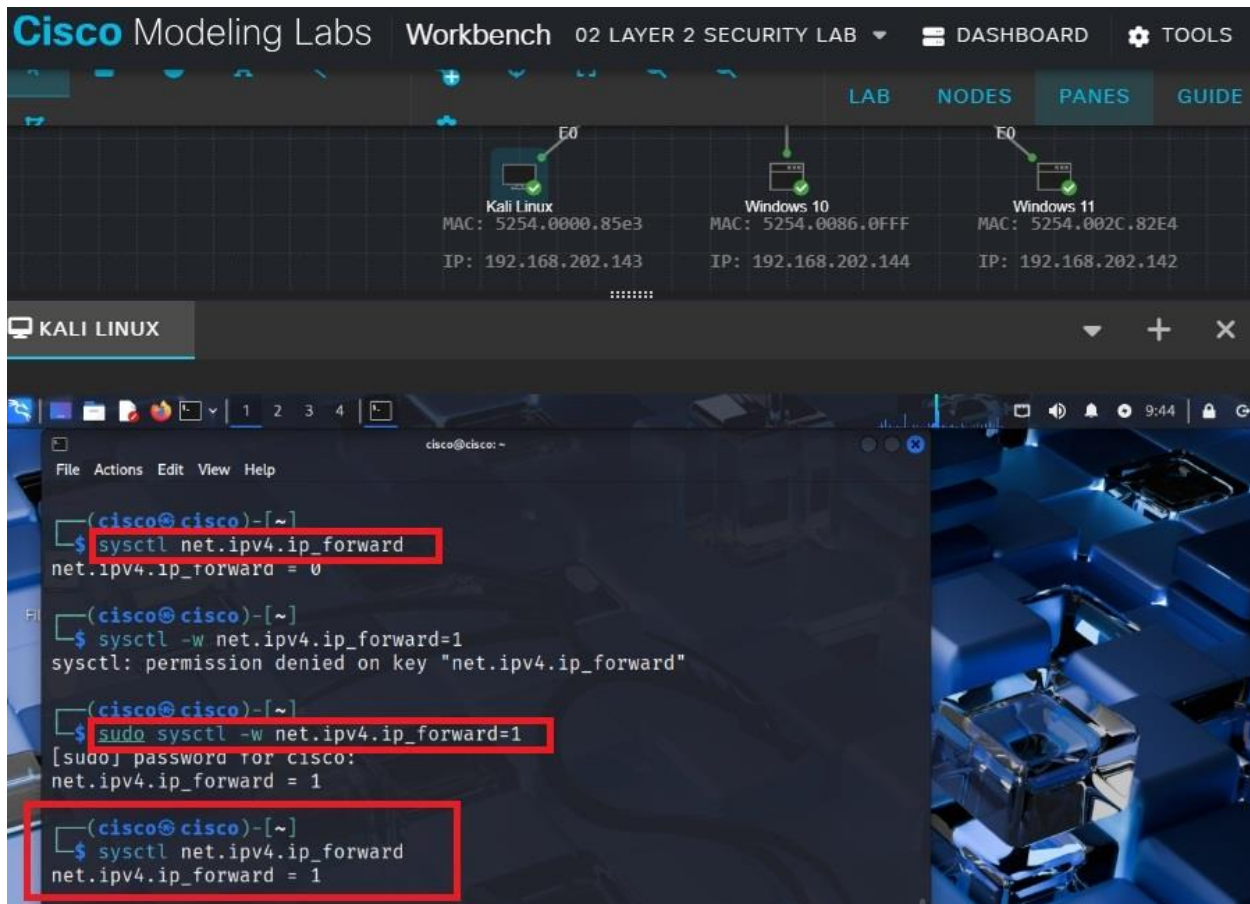 Cisco Modeling Labs Workbench 02 LAYER 2 SECURITY LAB DASHBOARD TOOLS
LAB NODES PANES GUIDE
E0 E0
Kali Linux Windows 10 Windows 11
MAC: 5254.0000.85e3 MAC: 5254.0086.0FFF MAC: 5254.002C.82E4
IP: 192.168.202.143 IP: 192.168.202.144 IP: 192.168.202.142
KALI LINUX
1 2 3 4 9:44
cisco@cisco: ~
File Actions Edit View Help
(cisco㉿cisco)-[~]
$ sysctl net.ipv4.ip_forward
net.ipv4.ip_forward = 0
(cisco㉿cisco)-[~]
$ sysctl -w net.ipv4.ip_forward=1
sysctl: permission denied on key "net.ipv4.ip_forward"
(cisco㉿cisco)-[~]
$ sudo sysctl -w net.ipv4.ip_forward=1
[sudo] password for cisco:
net.ipv4.ip_forward = 1
(cisco㉿cisco)-[~]
$ sysctl net.ipv4.ip_forward
net.ipv4.ip_forward = 1